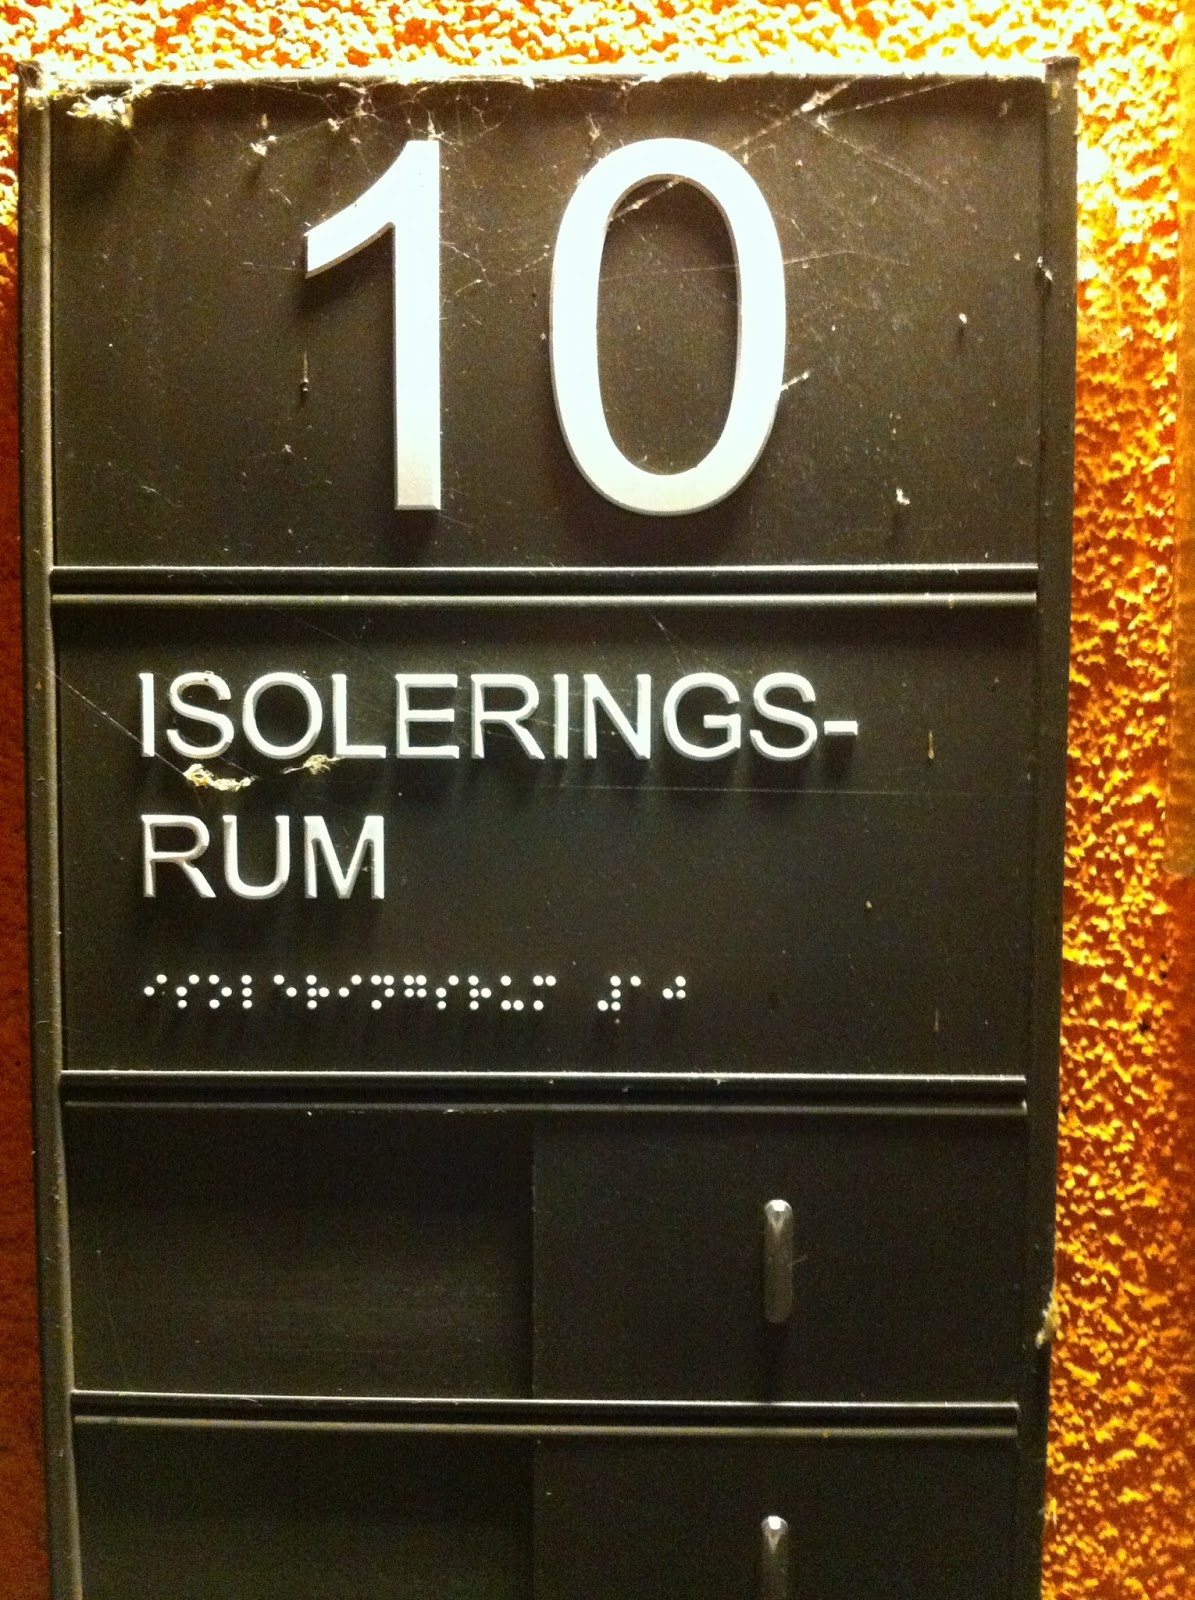 10
ISOLERINGS-
RUM
⠊⠎⠕⠇⠑⠗⠊⠝⠛⠎⠗⠥⠍ ⠼⠁⠚